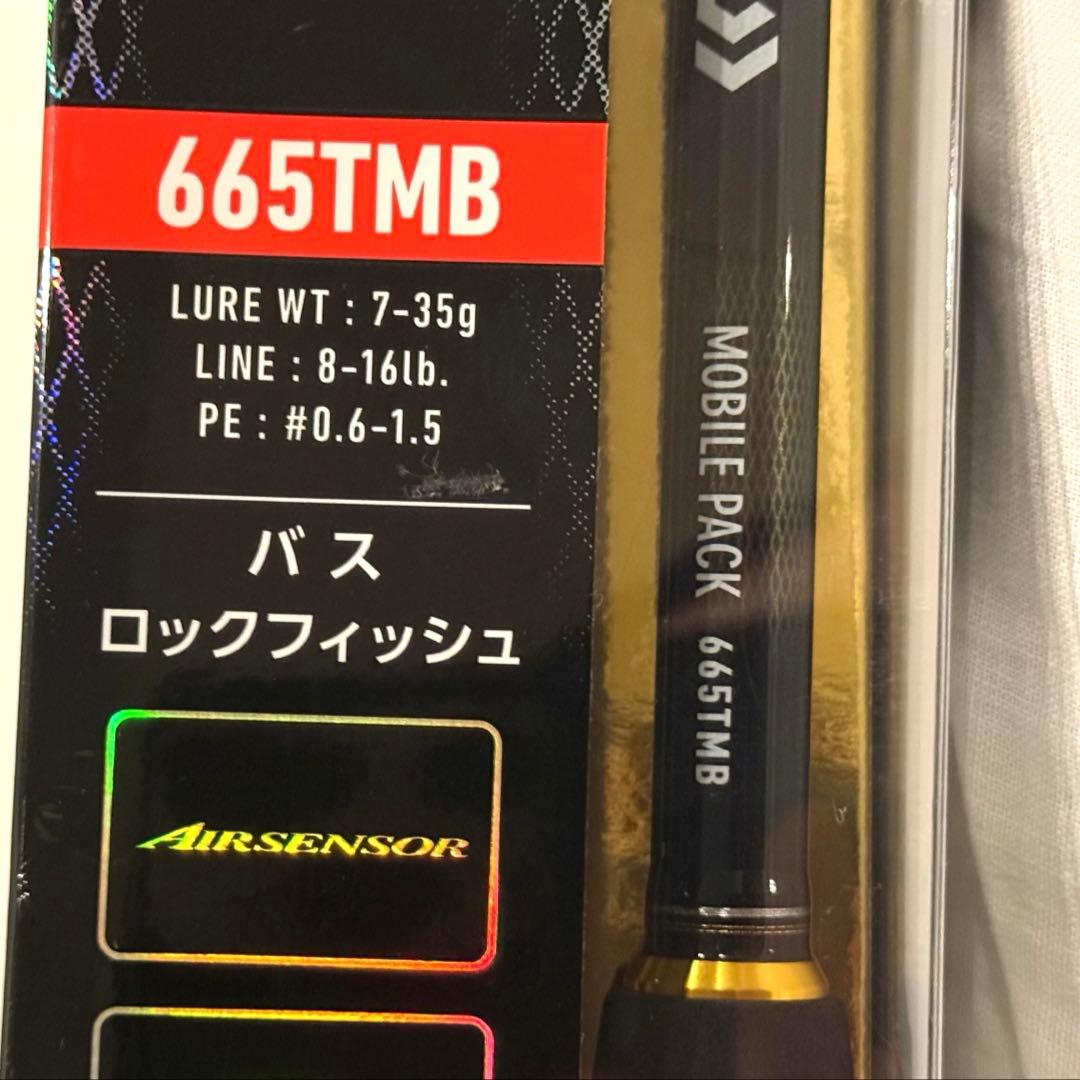 665TMB
LURE WT : 7-35g
LINE : 8-16lb.
PE : #0.6-1.5
バス
ロックフィッシュ
AIRSENSOR
MOBILE PACK 665TMB